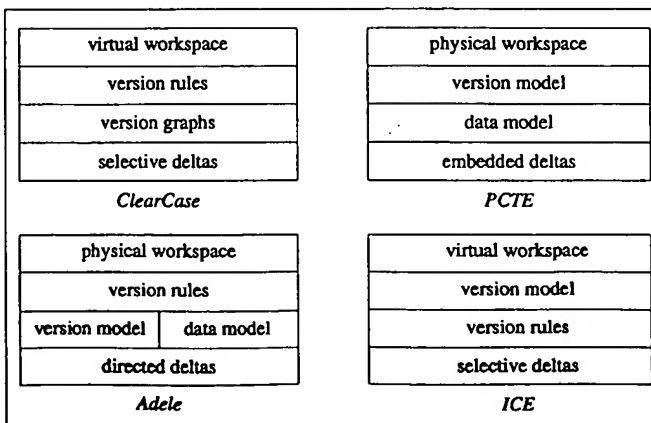 virtual workspace
version rules
version graphs
selective deltas
ClearCase
physical workspace
version model
data model
embedded deltas
PCTE
physical workspace
version rules
version model data model
directed deltas
Adele
virtual workspace
version model
version rules
selective deltas
ICE